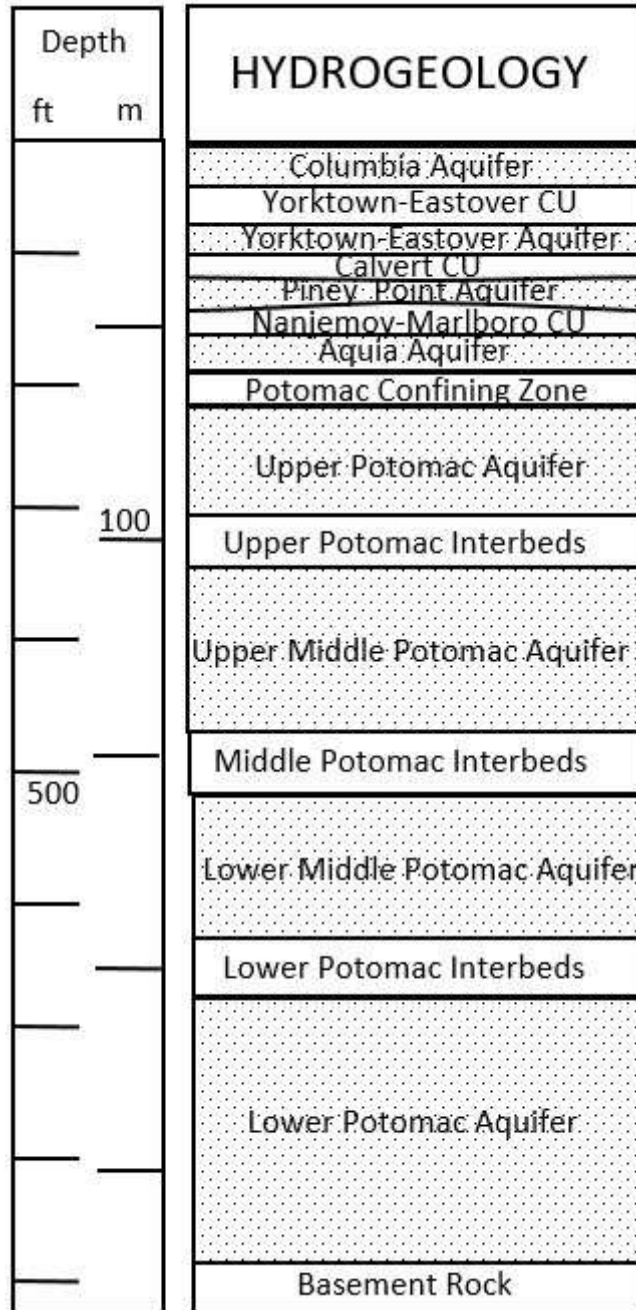 Depth
ft m
HYDROGEOLOGY
Columbia Aquifer
Yorktown-Eastover CU
Yorktown-Eastover Aquifer
Calvert CU
Piney Point Aquifer
Nanjemoy-Marlboro CU
Aquia Aquifer
Potomac Confining Zone
Upper Potomac Aquifer
100
Upper Potomac Interbeds
Upper Middle Potomac Aquifer
Middle Potomac Interbeds
500
Lower Middle Potomac Aquifer
Lower Potomac Interbeds
Lower Potomac Aquifer
Basement Rock